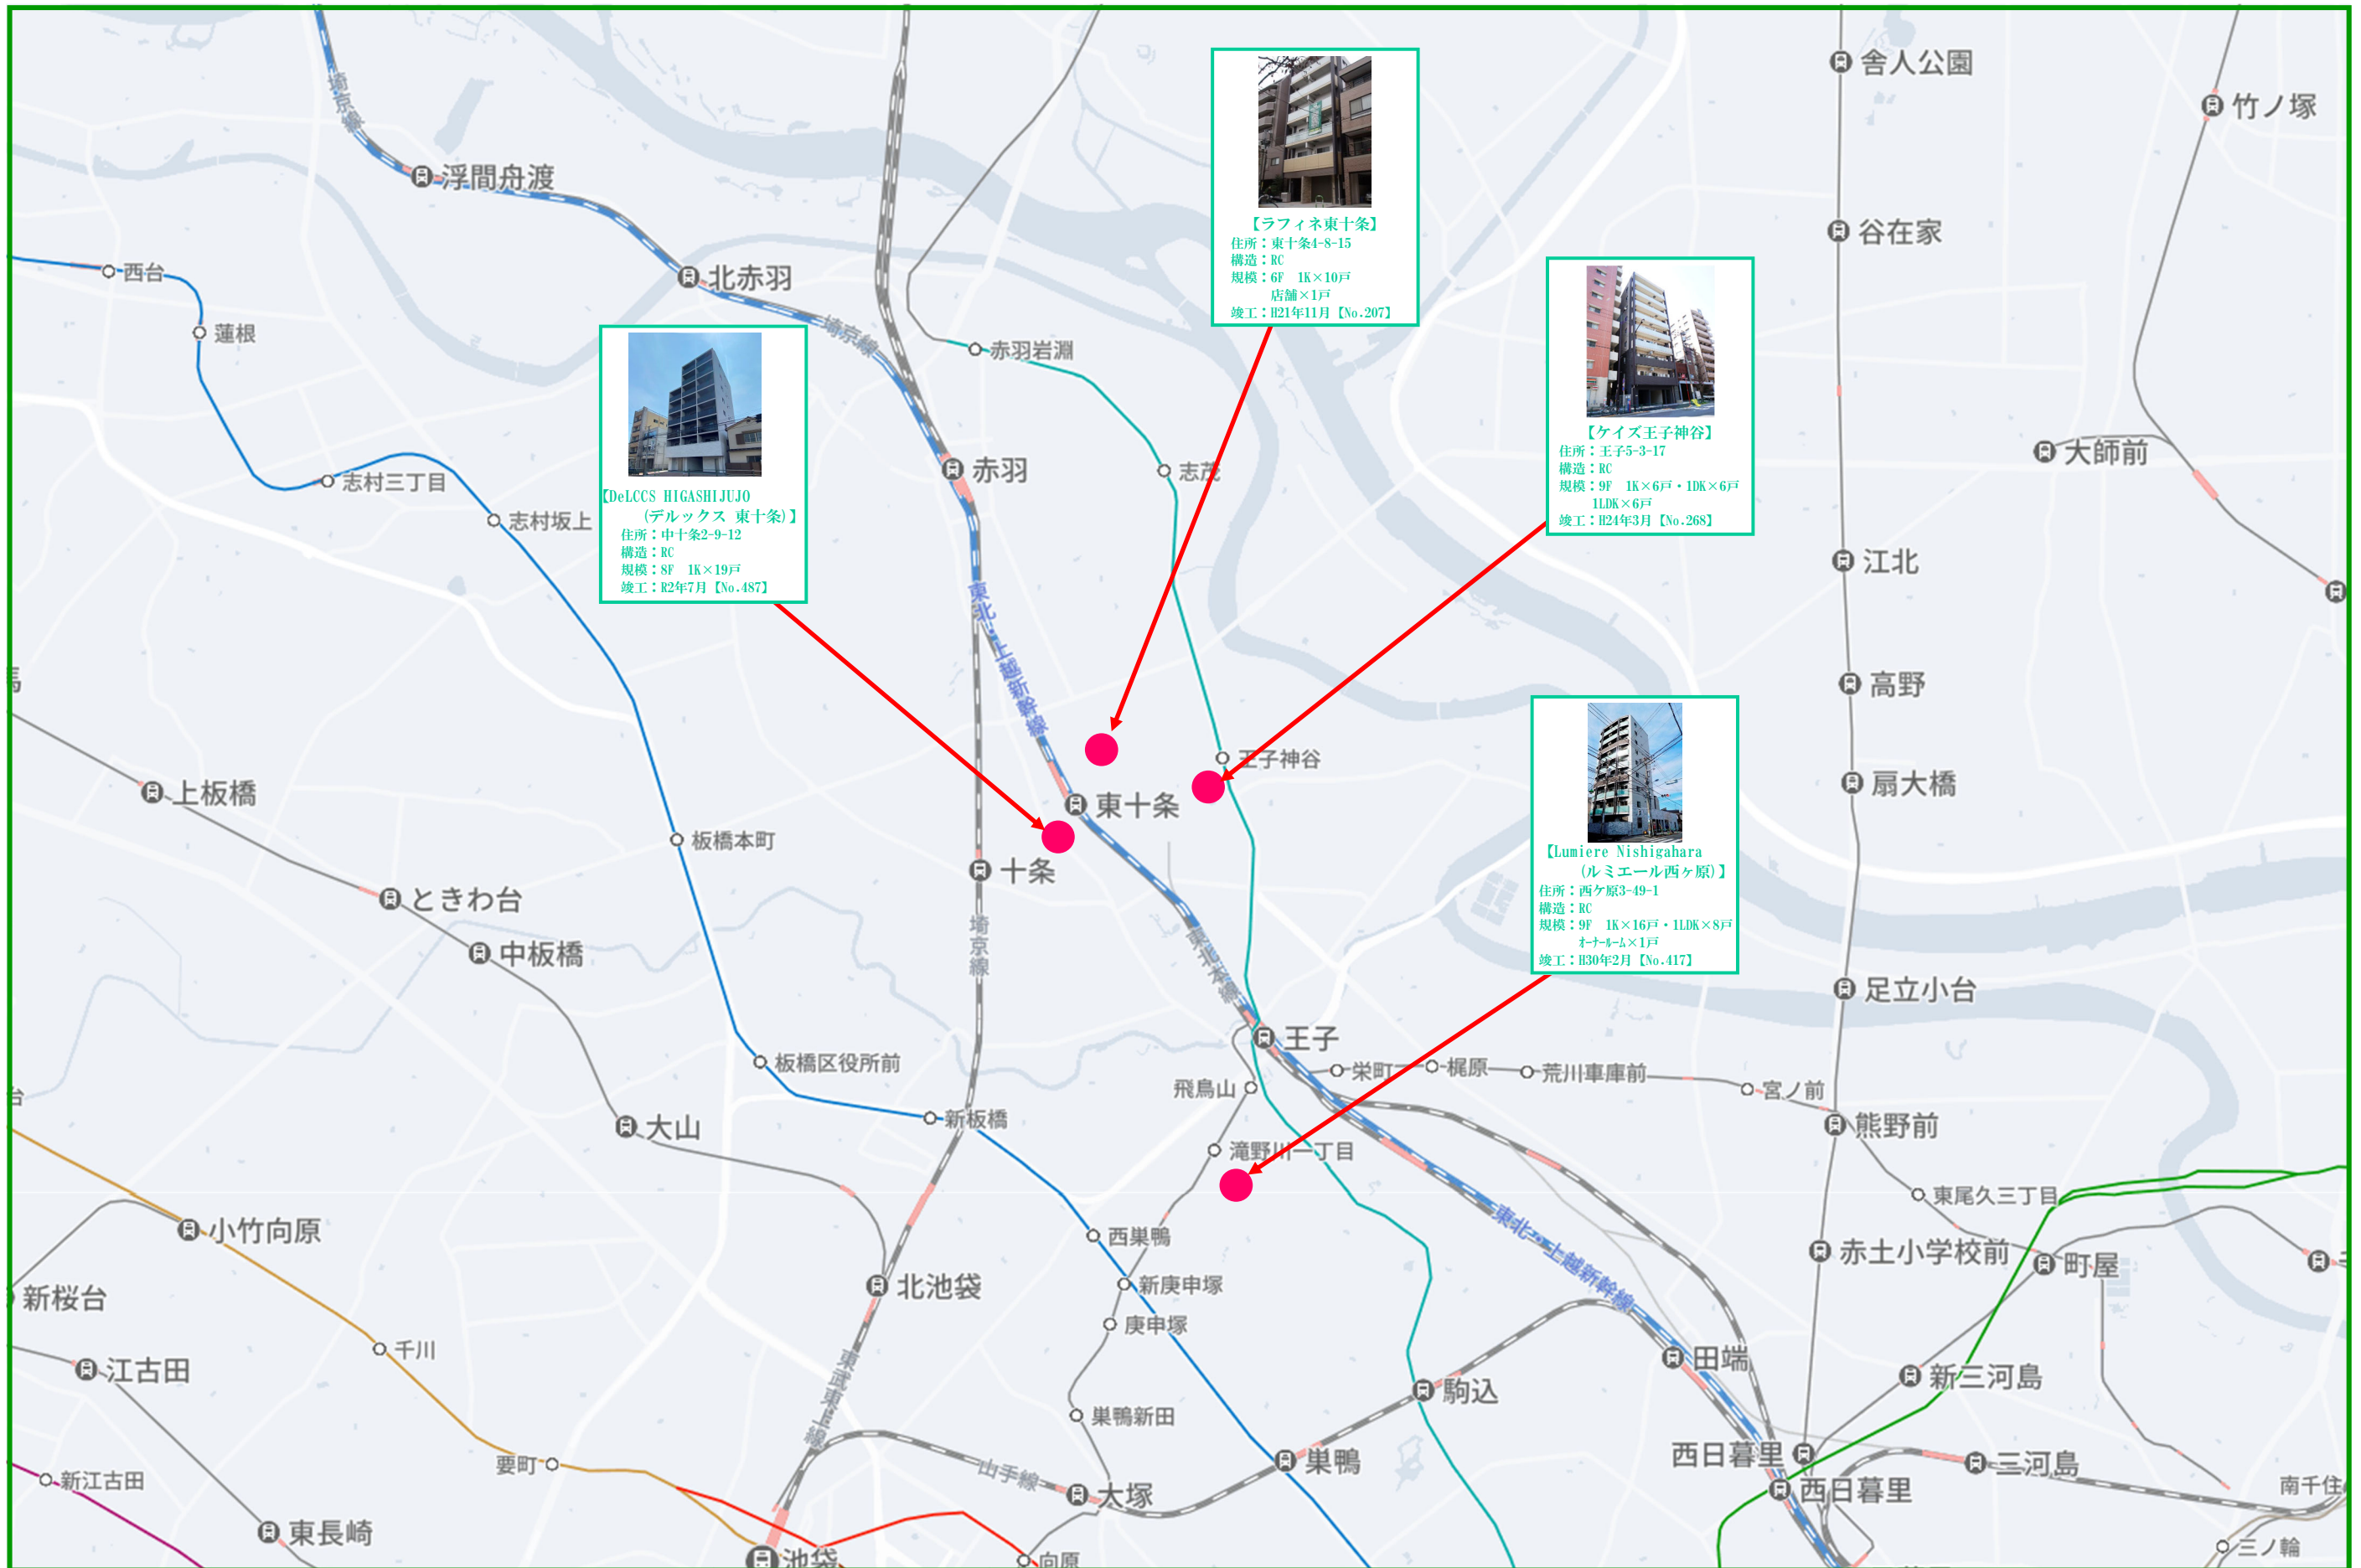 舎人公園
竹ノ塚
埼京線
浮間舟渡
谷在家
西台
北赤羽
蓮根
埼京線
赤羽岩淵
【ラフィネ東十条】
住所：東十条4-8-15
構造：RC
規模：6F 1K×10戸
店舗×1戸
竣工：H21年11月【No.207】
【ケイズ王子神谷】
住所：王子5-3-17
構造：RC
規模：9F 1K×6戸・1DK×6戸
1LDK×6戸
竣工：H24年3月【No.268】
【DeLCCS HIGASHIJUJO
(デルックス 東十条)】
住所：中十条2-9-12
構造：RC
規模：8F 1K×19戸
竣工：R2年7月【No.487】
大師前
赤羽
志茂
志村三丁目
志村坂上
江北
東北・上越新幹線
高野
上板橋
王子神谷
扇大橋
東十条
板橋本町
十条
【Lumiere Nishigahara
(ルミエール西ヶ原)】
住所：西ケ原3-49-1
構造：RC
規模：9F 1K×16戸・1LDK×8戸
ｵｰﾅｰﾙｰﾑ×1戸
竣工：H30年2月【No.417】
ときわ台
中板橋
埼京線
東北本線
足立小台
王子
板橋区役所前
栄町
梶原
荒川車庫前
宮ノ前
飛鳥山
台
新板橋
大山
熊野前
滝野川一丁目
東尾久三丁目
小竹向原
西巣鴨
東北・上越新幹線
赤土小学校前
町屋
新桜台
北池袋
新庚申塚
庚申塚
千川
江古田
東武東上線
田端
新三河島
駒込
巣鴨新田
要町
山手線
巣鴨
西日暮里
三河島
新江古田
大塚
西日暮里
南千住
東長崎
池袋
向原
三ノ輪